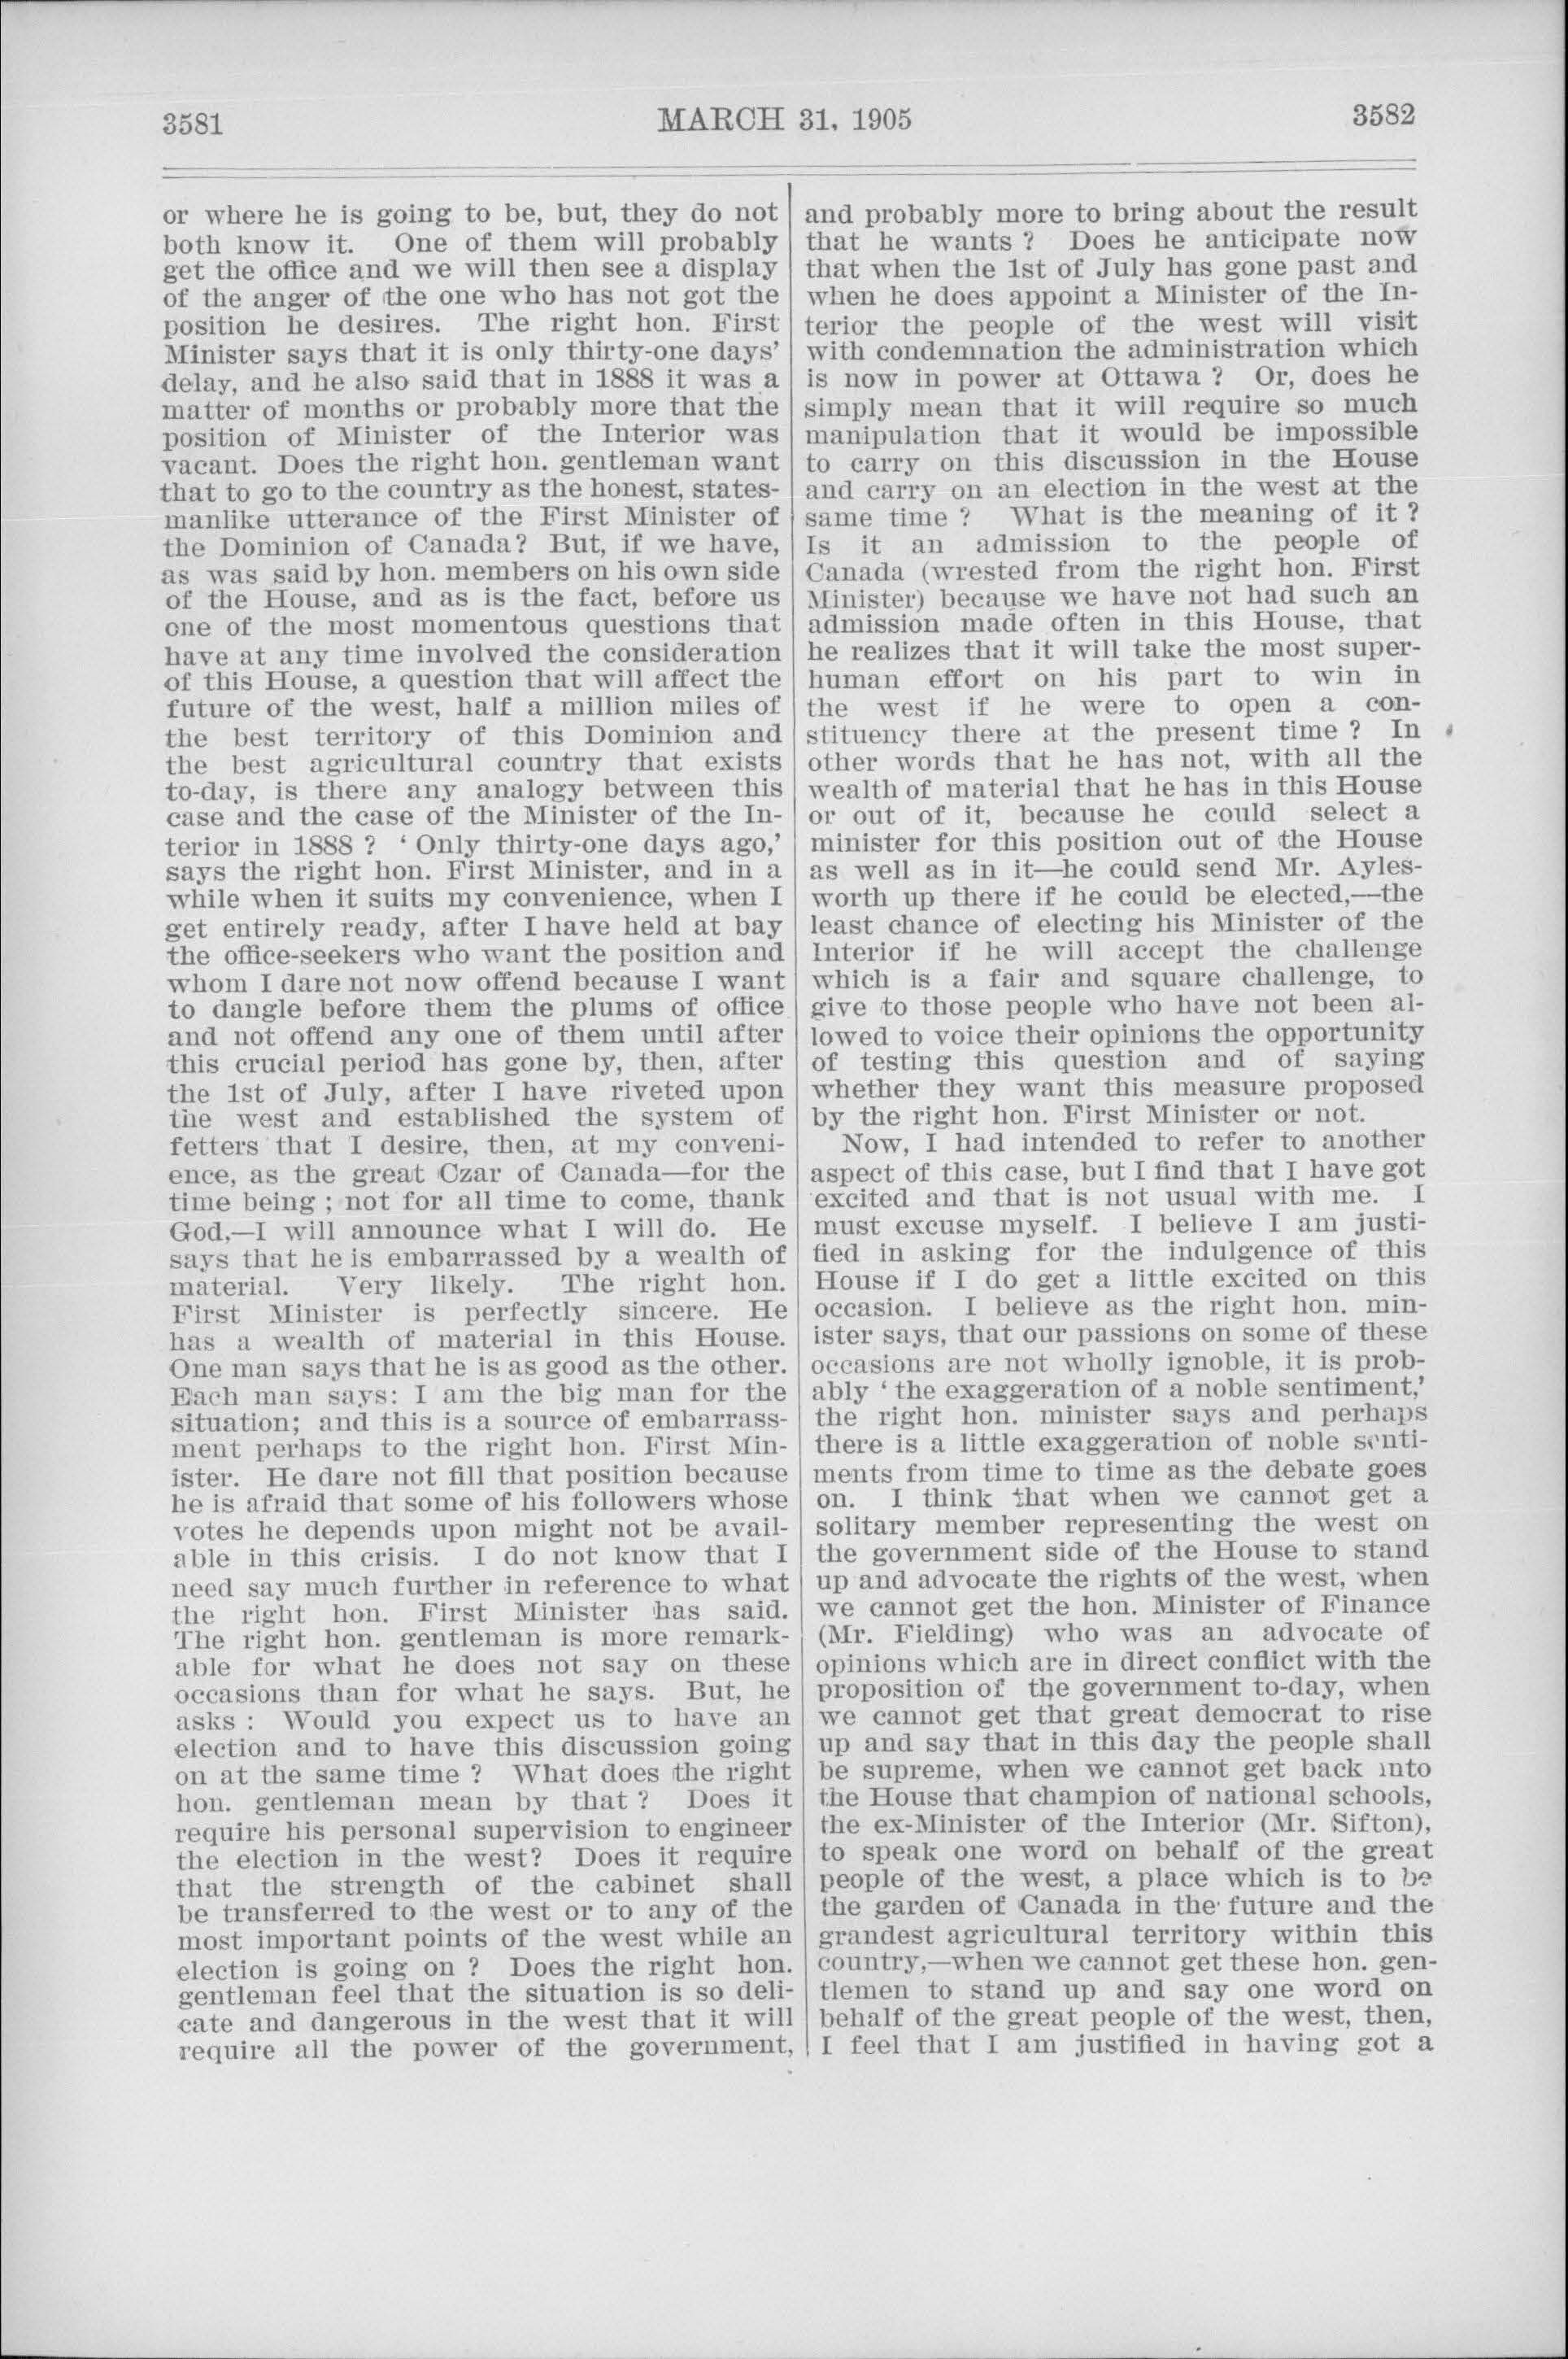 3581
MARCH 31, 1905
3582
or where he is going to be, but, they do not
both know it. One of them will probably
get the office and we will then see a display
of the anger of the one who has not got the
position he desires. The right hon. First
Minister says that it is only thirty-one days'
delay, and he also said that in 1888 it was a
matter of months or probably more that the
position of Minister of the Interior was
vacant. Does the right hon. gentleman want
that to go to the country as the honest, states-
manlike utterance of the First Minister of
the Dominion of Canada? But, if we have,
as was said by hon. members on his own side
of the House, and as is the fact, before us
one of the most momentous questions that
have at any time involved the consideration
of this House, a question that will affect the
future of the west, half a million miles of
the best territory of this Dominion and
the best agricultural country that exists
to-day, is there any analogy between this
case and the case of the Minister of the In-
terior in 1888 ? ' Only thirty-one days ago,'
says the right hon. First Minister, and in a
while when it suits my convenience, when I
get entirely ready, after I have held at bay
the office-seekers who want the position and
whom I dare not now offend because I want
to dangle before them the plums of office
and not offend any one of them until after
this crucial period has gone by, then, after
the 1st of July, after I have riveted upon
the west and established the system of
fetters that I desire, then, at my conveni-
ence, as the great Czar of Canada—for the
time being ; not for all time to come, thank
God,—I will announce what I will do. He
says that he is embarrassed by a wealth of
material. Very likely. The right hon.
First Minister is perfectly sincere. He
has a wealth of material in this House.
One man says that he is as good as the other.
Each man says: I am the big man for the
situation; and this is a source of embarrass-
ment perhaps to the right hon. First Min-
ister. He dare not fill that position because
he is afraid that some of his followers whose
votes he depends upon might not be avail-
able in this crisis. I do not know that I
need say much further in reference to what
the right hon. First Minister has said.
The right hon. gentleman is more remark-
able for what he does not say on these
occasions than for what he says. But, he
asks : Would you expect us to have an
election and to have this discussion going
on at the same time ? What does the right
hon. gentleman mean by that ? Does it
require his personal supervision to engineer
the election in the west? Does it require
that the strength of the cabinet shall
be transferred to the west or to any of the
most important points of the west while an
election is going on ? Does the right hon.
gentleman feel that the situation is so deli-
cate and dangerous in the west that it will
require all the power of the government,
and probably more to bring about the result
that he wants ? Does he anticipate now
that when the 1st of July has gone past and
when he does appoint a Minister of the In-
terior the people of the west will visit
with condemnation the administration which
is now in power at Ottawa ? Or, does he
simply mean that it will require so much
manipulation that it would be impossible
to carry on this discussion in the House
and carry on an election in the west at the
same time ? What is the meaning of it ?
Is it an admission to the people of
Canada (wrested from the right hon. First
Minister) because we have not had such an
admission made often in this House, that
he realizes that it will take the most super-
human effort on his part to win in
the west if he were to open a con-
stituency there at the present time ? In
other words that he has not, with all the
wealth of material that he has in this House
or out of it, because he could select a
minister for this position out of the House
as well as in it—he could send Mr. Ayles-
worth up there if he could be elected,—the
least chance of electing his Minister of the
Interior if he will accept the challenge
which is a fair and square challenge, to
give to those people who have not been al-
lowed to voice their opinions the opportunity
of testing this question and of saying
whether they want this measure proposed
by the right hon. First Minister or not.
Now, I had intended to refer to another
aspect of this case, but I find that I have got
excited and that is not usual with me. I
must excuse myself. I believe I am justi-
fied in asking for the indulgence of this
House if I do get a little excited on this
occasion. I believe as the right hon. min-
ister says, that our passions on some of these
occasions are not wholly ignoble, it is prob-
ably ' the exaggeration of a noble sentiment,'
the right hon. minister says and perhaps
there is a little exaggeration of noble senti-
ments from time to time as the debate goes
on. I think that when we cannot get a
solitary member representing the west on
the government side of the House to stand
up and advocate the rights of the west, when
we cannot get the hon. Minister of Finance
(Mr. Fielding) who was an advocate of
opinions which are in direct conflict with the
proposition of the government to-day, when
we cannot get that great democrat to rise
up and say that in this day the people shall
be supreme, when we cannot get back into
the House that champion of national schools,
the ex-Minister of the Interior (Mr. Sifton),
to speak one word on behalf of the great
people of the west, a place which is to be
the garden of Canada in the future and the
grandest agricultural territory within this
country,—when we cannot get these hon. gen-
tlemen to stand up and say one word on
behalf of the great people of the west, then,
I feel that I am justified in having got a